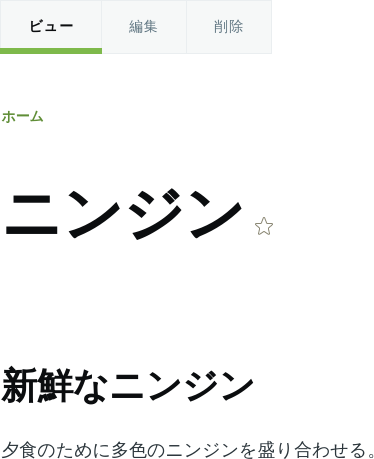 ビュー 編集 削除
ホーム
ニンジン
新鮮なニンジン
夕食のために多色のニンジンを盛り合わせる。